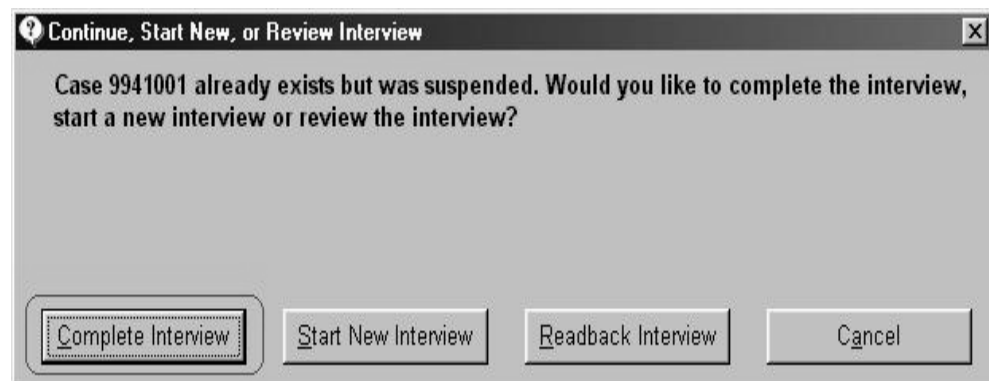 Continue, Start New, or Review Interview
Case 9941001 already exists but was suspended. Would you like to complete the interview,
start a new interview or review the interview?
Complete Interview
Start New Interview
Readback Interview
Cancel